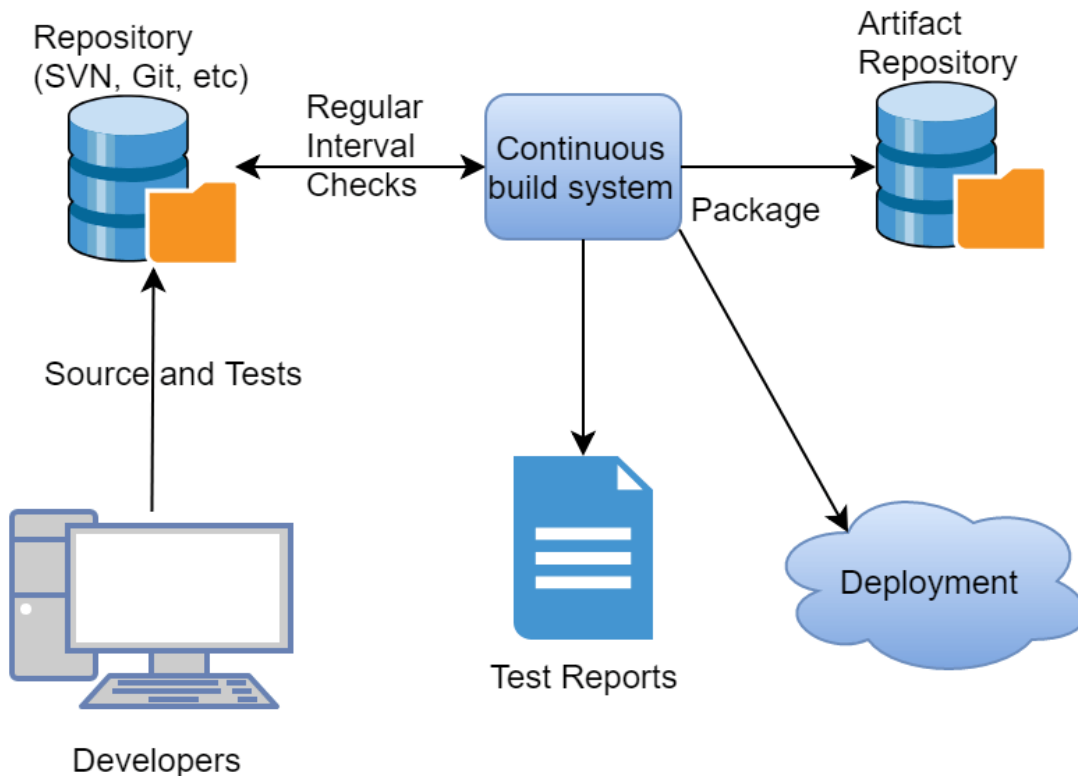 Repository
(SVN, Git, etc)
Regular
Interval
Checks
Continuous
build system
Artifact
Repository
Package
Source and Tests
Deployment
Test Reports
Developers